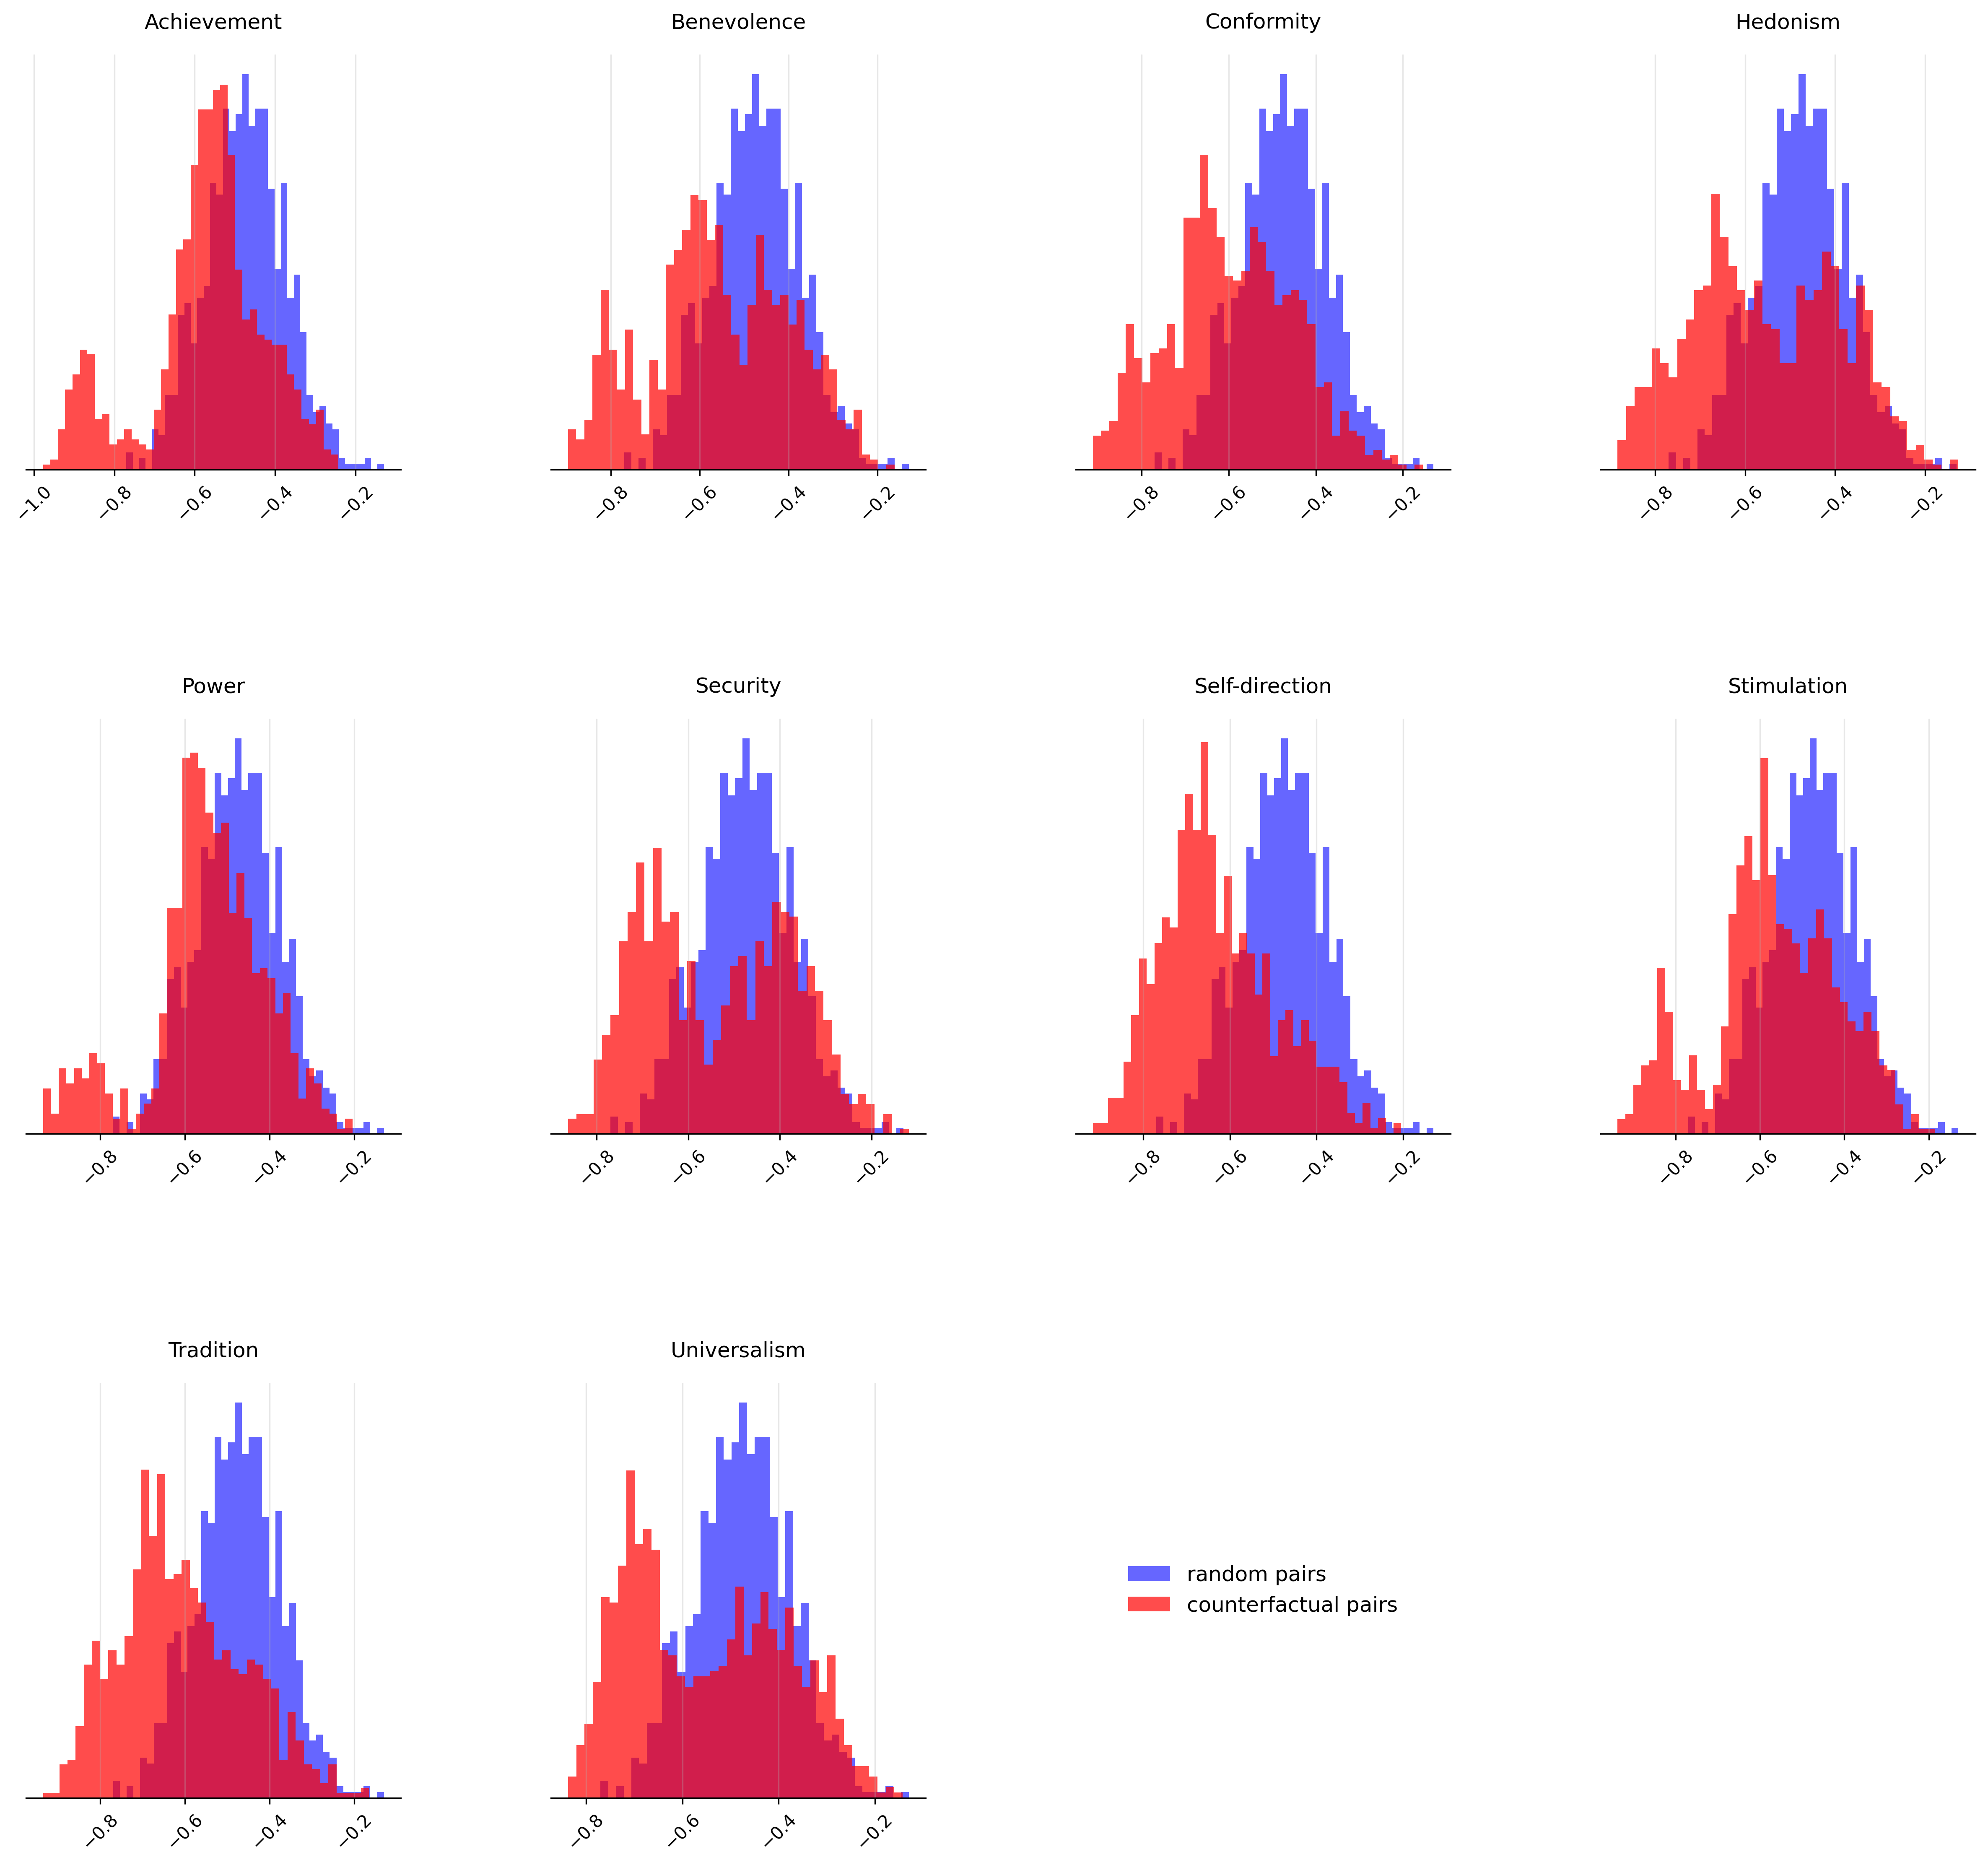 Achievement Benevolence Conformity Hedonism
−1.0 −0.8 −0.6 −0.4 −0.2 −0.8 −0.6 −0.4 −0.2 −0.8 −0.6 −0.4 −0.2 −0.8 −0.6 −0.4 −0.2
Power Security Self-direction Stimulation
−0.8 −0.6 −0.4 −0.2 −0.8 −0.6 −0.4 −0.2 −0.8 −0.6 −0.4 −0.2 −0.8 −0.6 −0.4 −0.2
Tradition Universalism
random pairs
counterfactual pairs
−0.8 −0.6 −0.4 −0.2 −0.8 −0.6 −0.4 −0.2